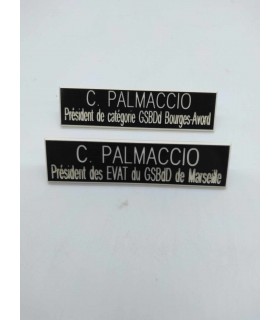 C. PALMACCIO
Président de catégorie GSBDd Bourges-Avord
C. PALMACCIO
Président des EVAT du GSBdD de Marseille